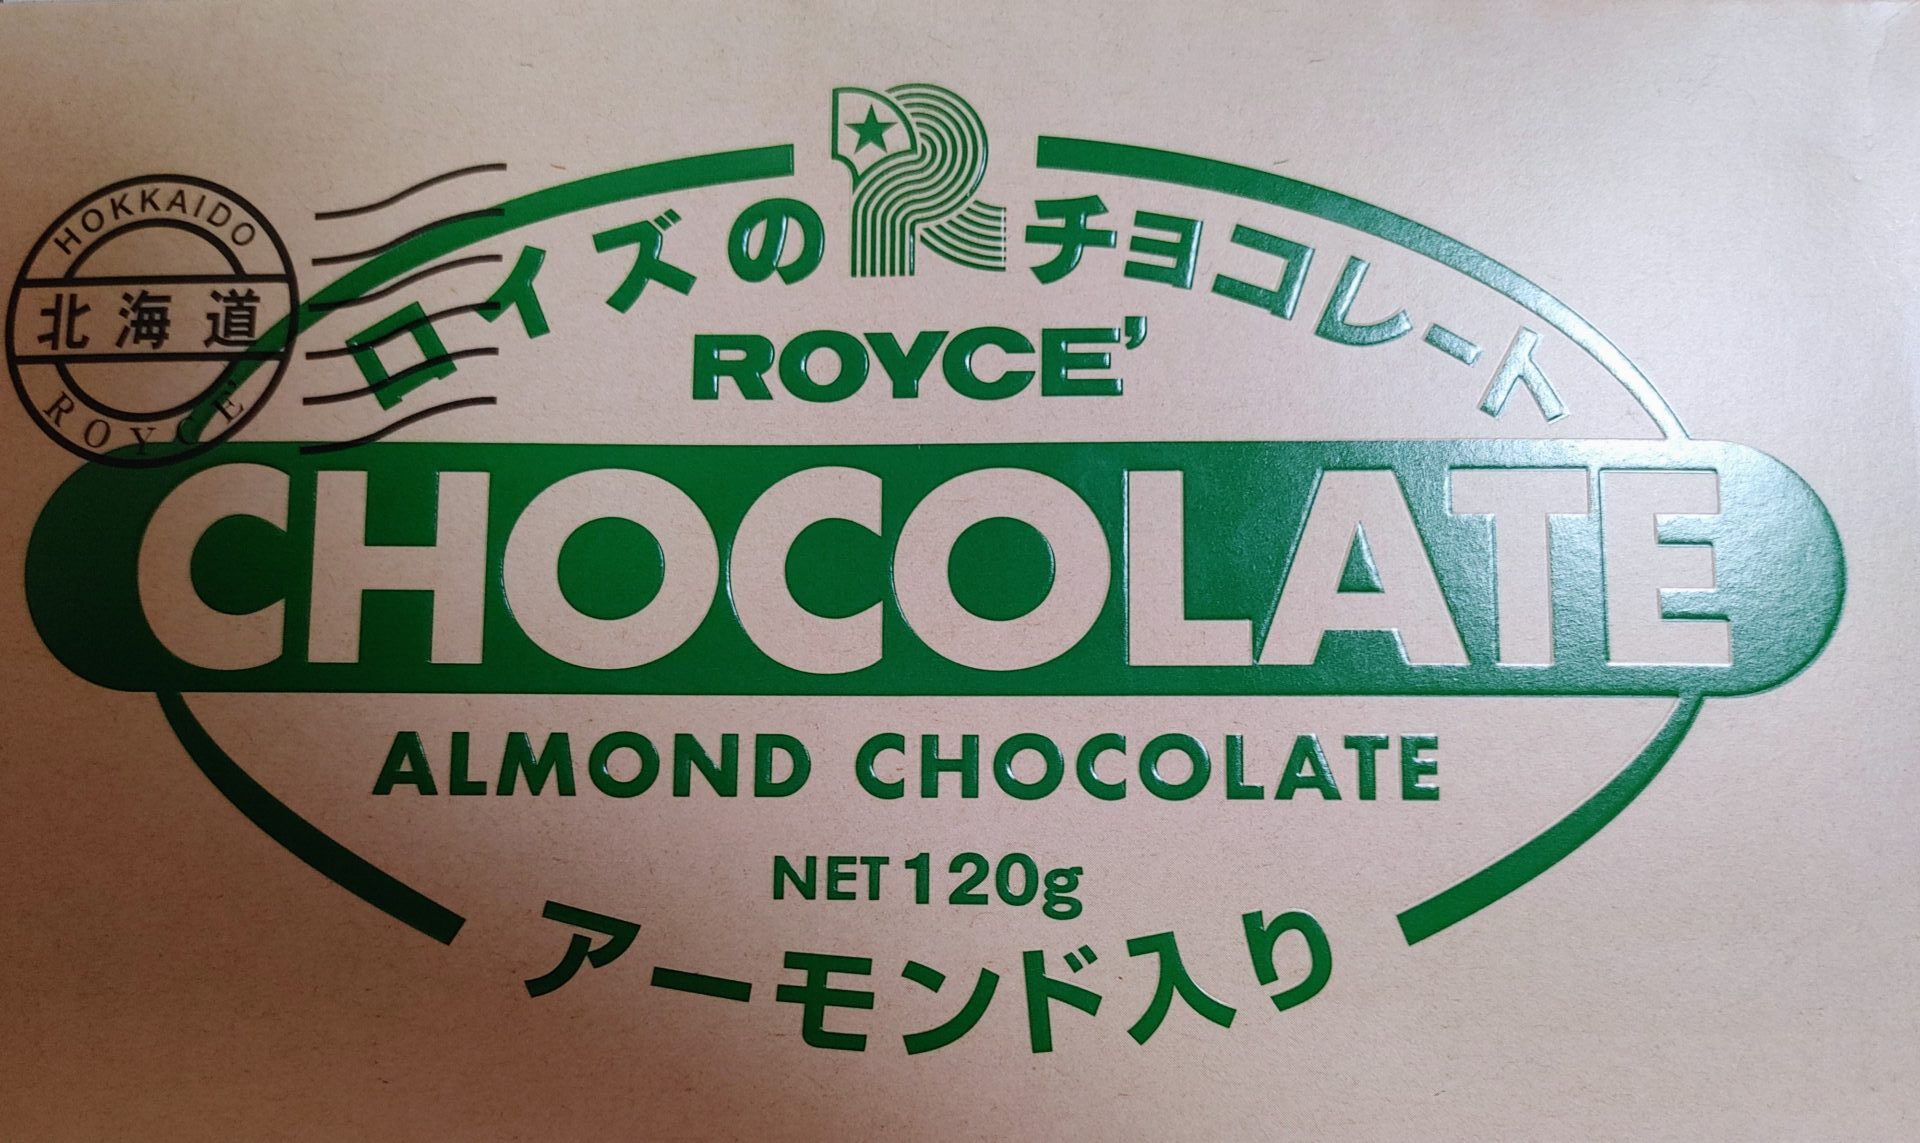 HOKKAIDO
北海道
ROYCE'
ロイズのチョコレート
ROYCE'
CHOCOLATE
ALMOND CHOCOLATE
NET 120g
アーモンド入り